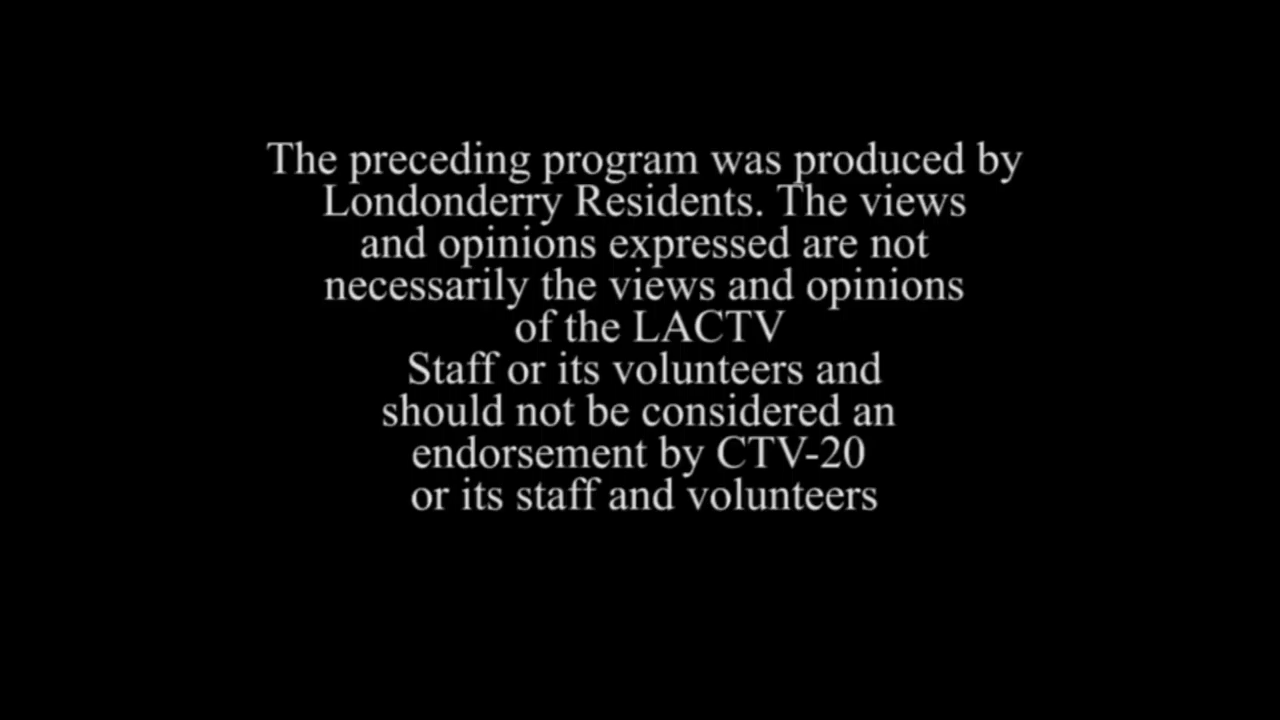 The preceding program was produced by
Londonderry Residents. The views
and opinions expressed are not
necessarily the views and opinions
of the LACTV
Staff or its volunteers and
should not be considered an
endorsement by CTV-20
or its staff and volunteers